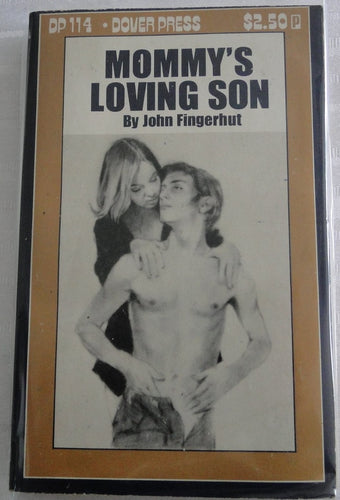 DP 114 • DOVER PRESS $2.50 P
MOMMY'S
LOVING SON
By John Fingerhut